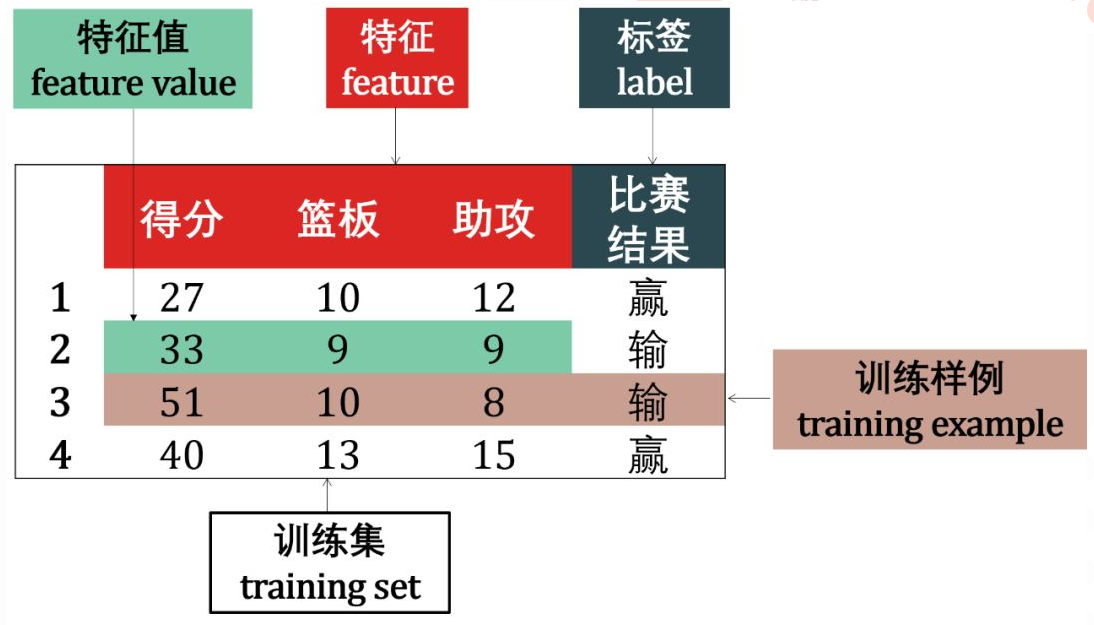 特征值
feature value
特征
feature
标签
label
得分 篮板 助攻 比赛
结果
1 27 10 12 赢
2 33 9 9 输
3 51 10 8 输
4 40 13 15 赢
训练样例
training example
训练集
training set